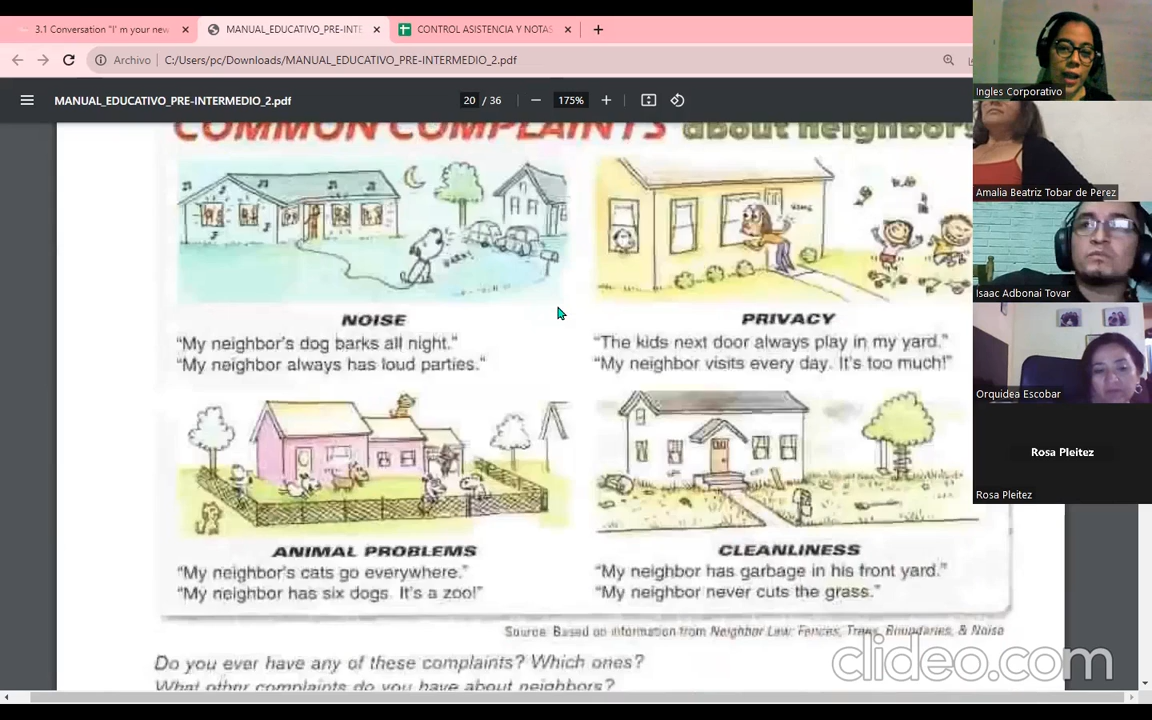 3.1 Conversation "I' m your new
MANUAL_EDUCATIVO_PRE-INTE
CONTROL ASISTENCIA Y NOTAS
Archivo
C:/Users/pc/Downloads/MANUAL_EDUCATIVO_PRE-INTERMEDIO_2.pdf
MANUAL_EDUCATIVO_PRE-INTERMEDIO_2.pdf
20 / 36
175%
COMMON COMPLAINTS about neighbors
NOISE
"My neighbor's dog barks all night."
"My neighbor always has loud parties."
PRIVACY
"The kids next door always play in my yard."
"My neighbor visits every day. It's too much!"
ANIMAL PROBLEMS
"My neighbor's cats go everywhere."
"My neighbor has six dogs. It's a zoo!"
CLEANLINESS
"My neighbor has garbage in his front yard."
"My neighbor never cuts the grass."
Source: Based on information from Neighbor Law: Fences, Trees, Boundaries, & Noise
Do you ever have any of these complaints? Which ones?
What other complaints do you have about neighbors?
Ingles Corporativo
Amalia Beatriz Tobar de Perez
Isaac Adbonai Tovar
Orquidea Escobar
Rosa Pleitez
Rosa Pleitez
clideo.com